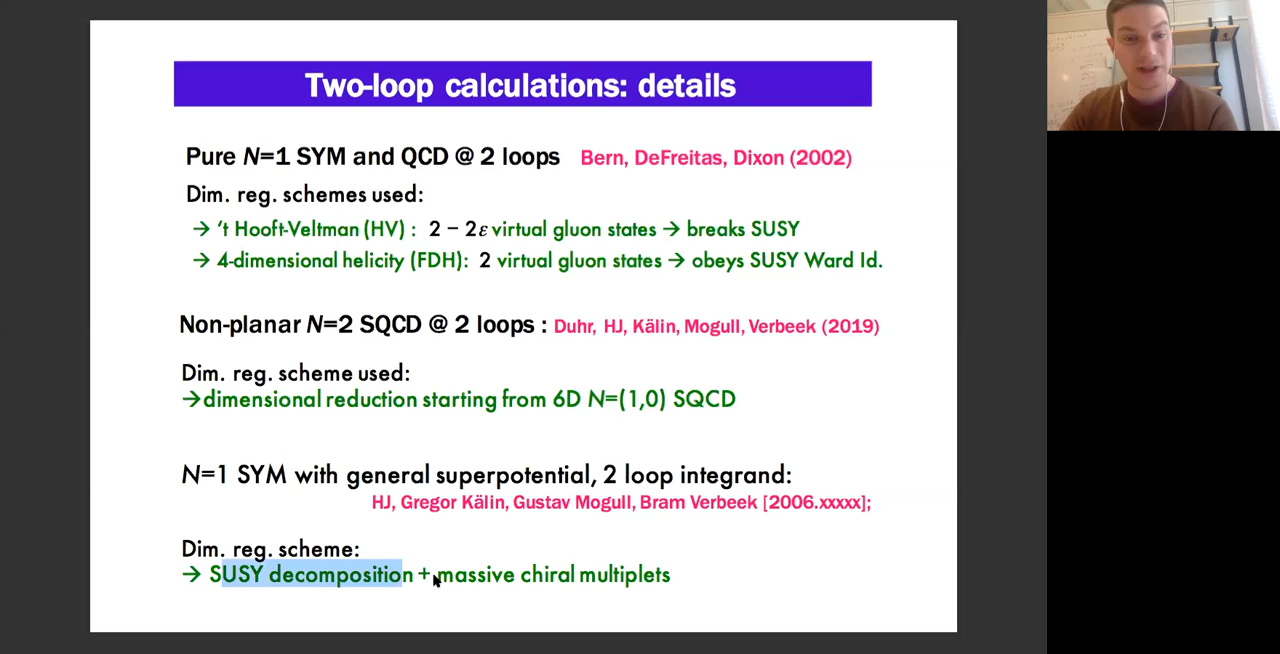 Two-loop calculations: details
Pure N=1 SYM and QCD @ 2 loops Bern, DeFreitas, Dixon (2002)
Dim. reg. schemes used:
→ ‘t Hooft-Veltman (HV) : 2 − 2ε virtual gluon states → breaks SUSY
→ 4-dimensional helicity (FDH): 2 virtual gluon states → obeys SUSY Ward Id.
Non-planar N=2 SQCD @ 2 loops : Duhr, HJ, Kälin, Mogull, Verbeek (2019)
Dim. reg. scheme used:
→dimensional reduction starting from 6D N=(1,0) SQCD
N=1 SYM with general superpotential, 2 loop integrand:
HJ, Gregor Kälin, Gustav Mogull, Bram Verbeek [2006.xxxxx];
Dim. reg. scheme:
→ SUSY decomposition + massive chiral multiplets